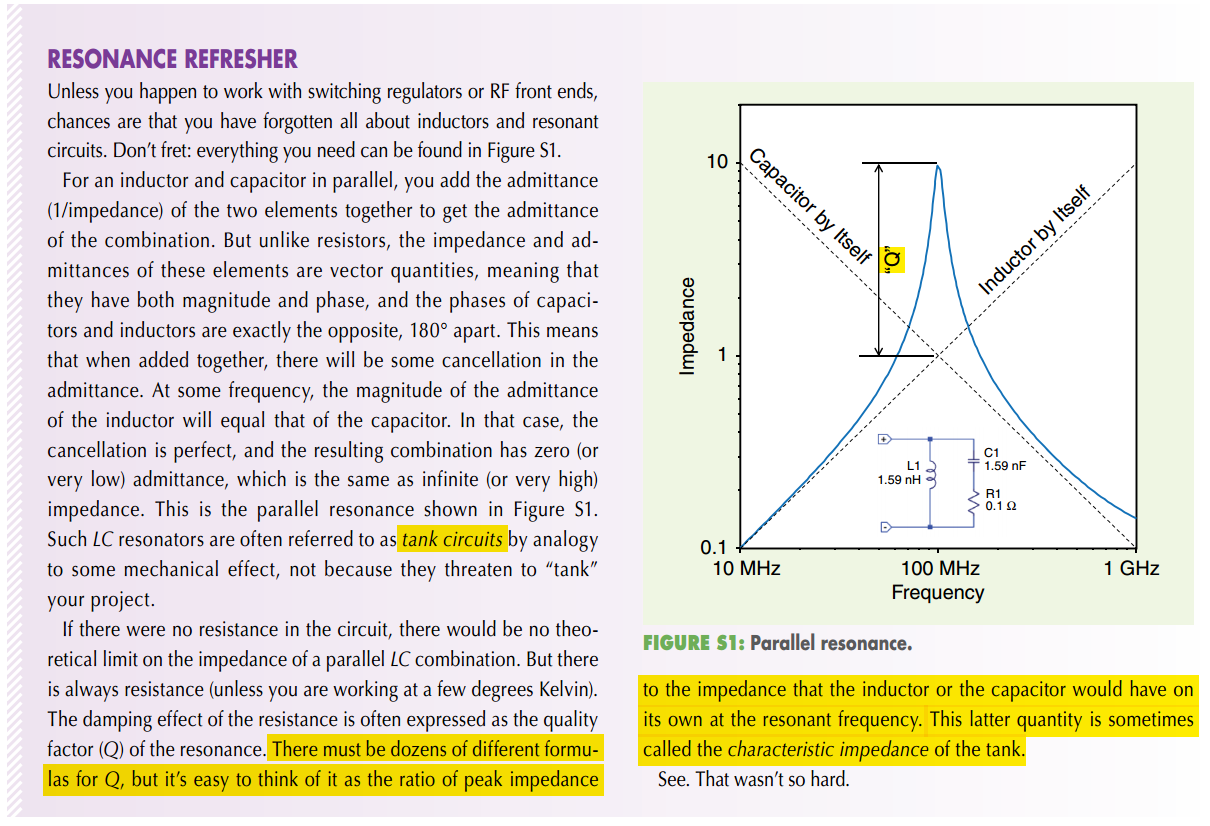 RESONANCE REFRESHER
Unless you happen to work with switching regulators or RF front ends,
chances are that you have forgotten all about inductors and resonant
circuits. Don’t fret: everything you need can be found in Figure S1.
For an inductor and capacitor in parallel, you add the admittance
(1/impedance) of the two elements together to get the admittance
of the combination. But unlike resistors, the impedance and ad-
mittances of these elements are vector quantities, meaning that
they have both magnitude and phase, and the phases of capaci-
tors and inductors are exactly the opposite, 180° apart. This means
that when added together, there will be some cancellation in the
admittance. At some frequency, the magnitude of the admittance
of the inductor will equal that of the capacitor. In that case, the
cancellation is perfect, and the resulting combination has zero (or
very low) admittance, which is the same as infinite (or very high)
impedance. This is the parallel resonance shown in Figure S1.
Such LC resonators are often referred to as tank circuits by analogy
to some mechanical effect, not because they threaten to “tank”
your project.
If there were no resistance in the circuit, there would be no theo-
retical limit on the impedance of a parallel LC combination. But there
is always resistance (unless you are working at a few degrees Kelvin).
The damping effect of the resistance is often expressed as the quality
factor (Q) of the resonance. There must be dozens of different formu-
las for Q, but it’s easy to think of it as the ratio of peak impedance
10
1
0.1
Impedance
Capacitor by Itself
“Q”
Inductor by Itself
+
-
L1
1.59 nH
C1
1.59 nF
R1
0.1 Ω
10 MHz
100 MHz
1 GHz
Frequency
FIGURE S1: Parallel resonance.
to the impedance that the inductor or the capacitor would have on
its own at the resonant frequency. This latter quantity is sometimes
called the characteristic impedance of the tank.
See. That wasn’t so hard.